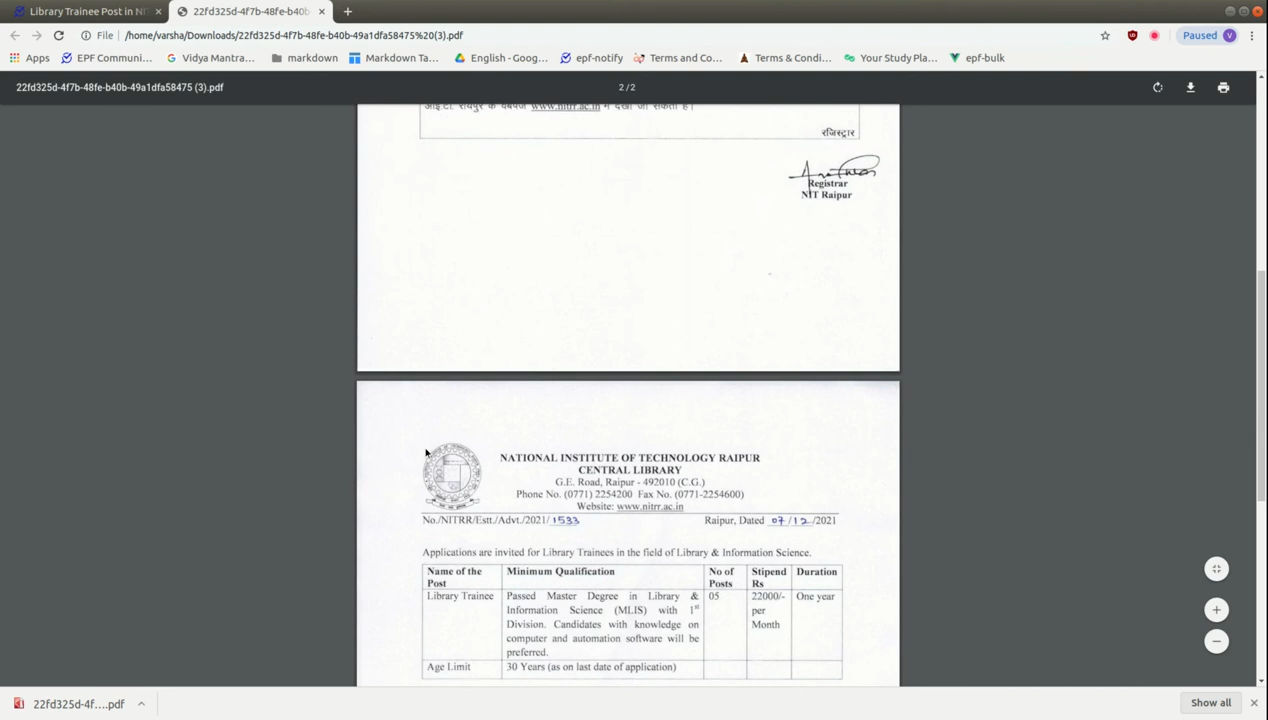 Library Trainee Post in NI
22fd325d-4f7b-48fe-b40b
File /home/varsha/Downloads/22fd325d-4f7b-48fe-b40b-49a1dfa58475%20(3).pdf
Paused V
Apps EPF Communi... Vidya Mantra... markdown Markdown Ta... English - Goog... epf-notify Terms and Co... Terms & Condi... Your Study Pla... epf-bulk
22fd325d-4f7b-48fe-b40b-49a1dfa58475 (3).pdf
2 / 2
आई.टी. रायपुर के वेबपेज www.nitrr.ac.in में देखा जा सकता है।
रजिस्ट्रार
Registrar
NIT Raipur
NATIONAL INSTITUTE OF TECHNOLOGY RAIPUR
CENTRAL LIBRARY
G.E. Road, Raipur - 492010 (C.G.)
Phone No. (0771) 2254200 Fax No. (0771-2254600)
Website: www.nitrr.ac.in
No./NITRR/Estt./Advt./2021/ 1533 Raipur, Dated 07/12/2021
Applications are invited for Library Trainees in the field of Library & Information Science.
Name of the Minimum Qualification No of Stipend Duration
Post Posts Rs
Library Trainee Passed Master Degree in Library & 05 22000/- One year
Information Science (MLIS) with 1st per
Division. Candidates with knowledge on Month
computer and automation software will be
preferred.
Age Limit 30 Years (as on last date of application)
22fd325d-4f....pdf
Show all